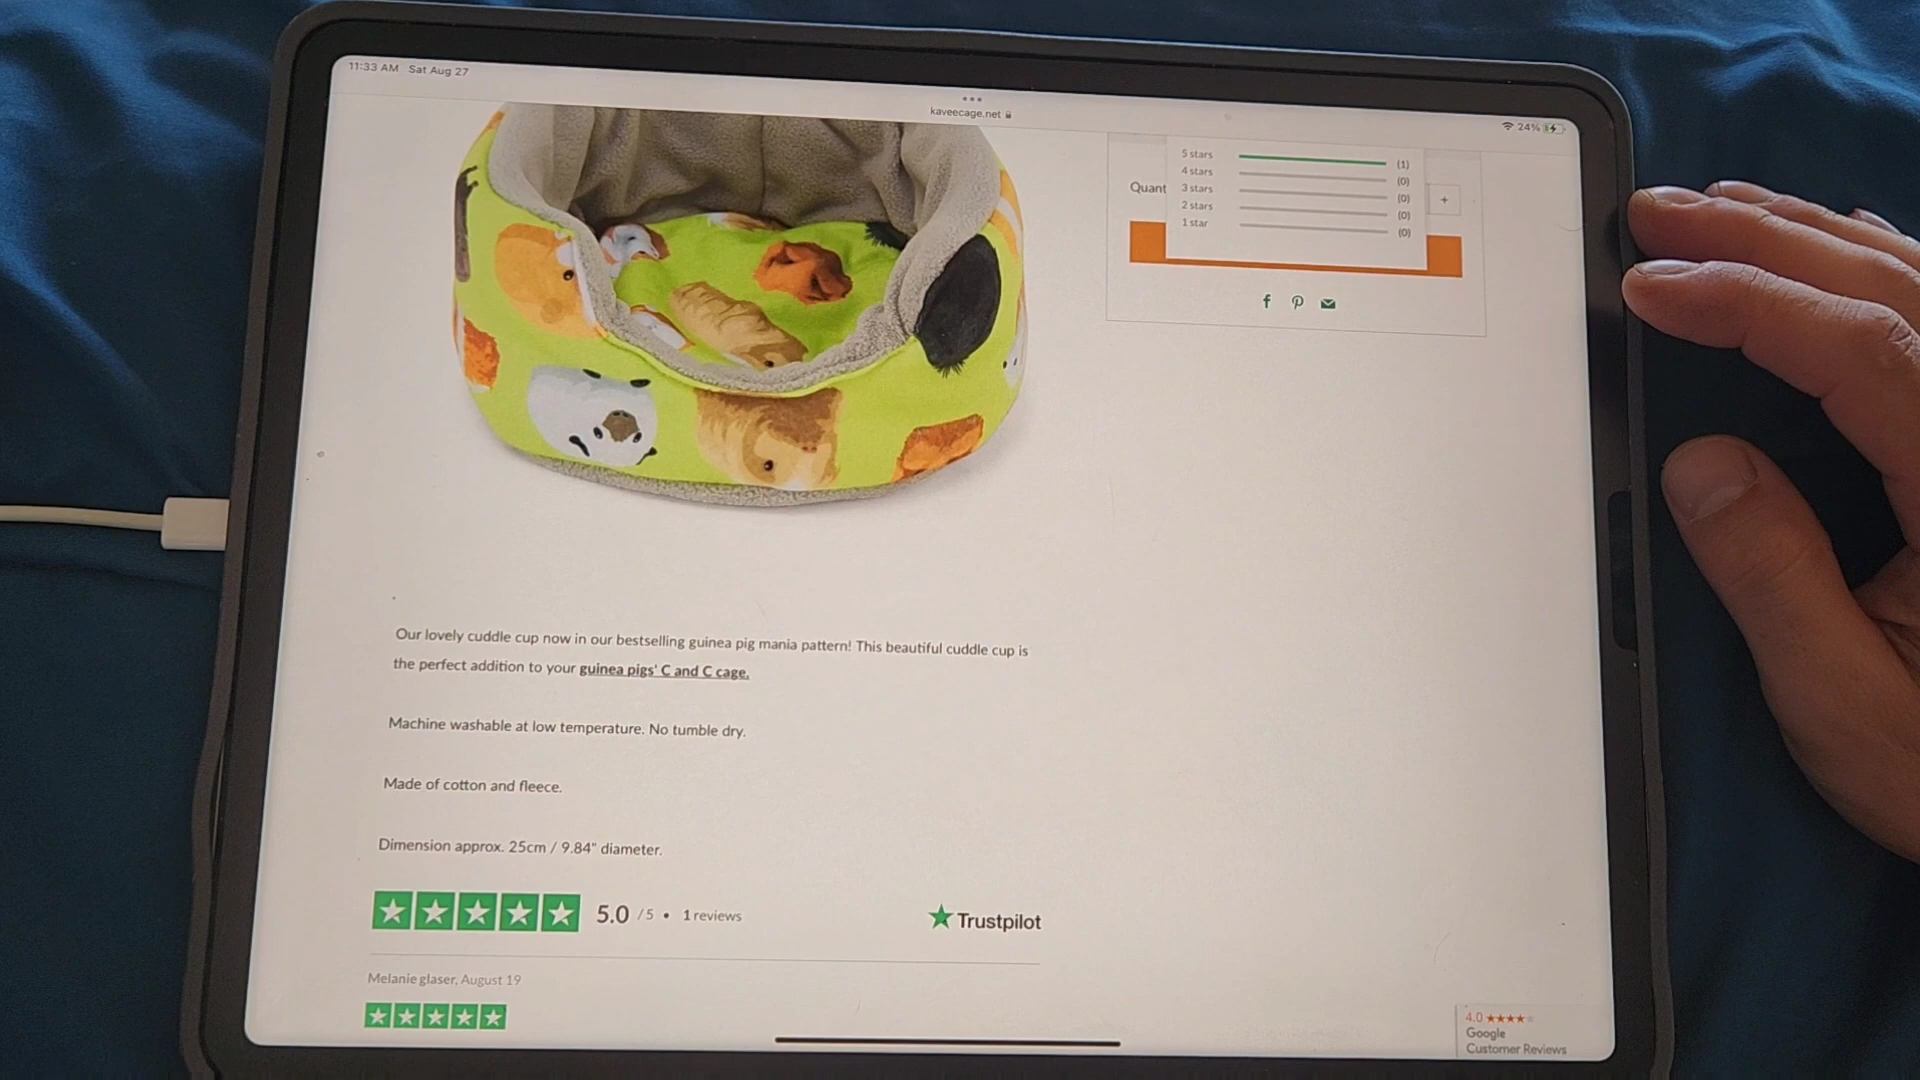 11:33 AM Sat Aug 27
kaveecage.net
24%
5 stars (1)
4 stars (0)
3 stars (0)
2 stars (0)
1 star (0)
Quant
+
Our lovely cuddle cup now in our bestselling guinea pig mania pattern! This beautiful cuddle cup is
the perfect addition to your guinea pigs' C and C cage.
Machine washable at low temperature. No tumble dry.
Made of cotton and fleece.
Dimension approx. 25cm / 9.84" diameter.
5.0 /5 • 1 reviews
Trustpilot
Melanie glaser, August 19
4.0
Google
Customer Reviews